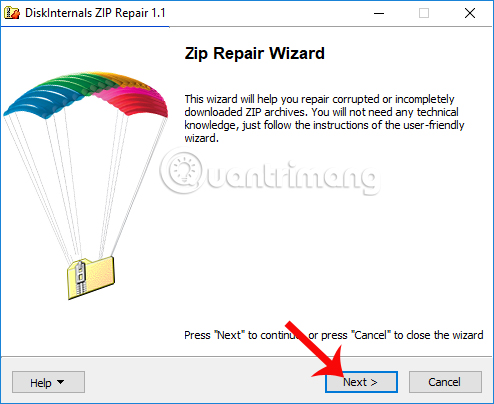 DiskInternals ZIP Repair 1.1
Zip Repair Wizard
This wizard will help you repair corrupted or incompletely
downloaded ZIP archives. You will not need any technical
knowledge, just follow the instructions of the user-friendly
wizard.
Quantrimang
Press "Next" to continue, or press "Cancel" to close the wizard
Help
Next >
Cancel